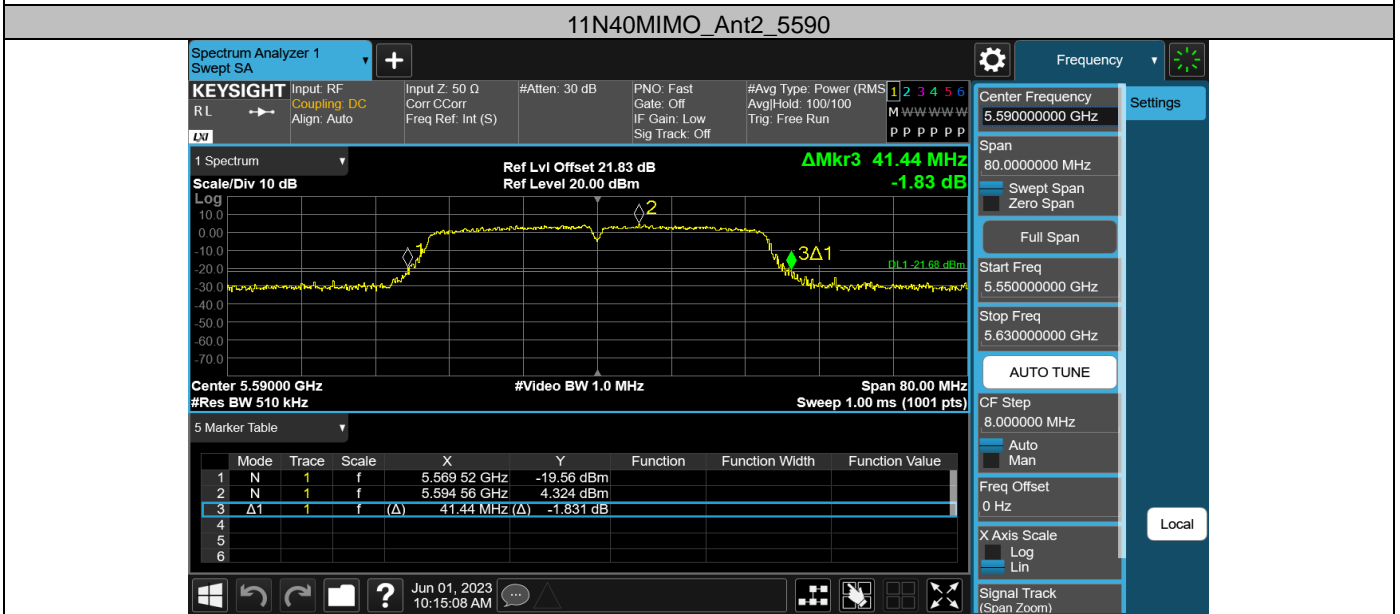 11N40MIMO_Ant2_5590
Spectrum Analyzer 1
Swept SA
Frequency
KEYSIGHT
RL
LXI
Input: RF
Coupling: DC
Align: Auto
Input Z: 50 Ω
Corr CCorr
Freq Ref: Int (S)
#Atten: 30 dB
PNO: Fast
Gate: Off
IF Gain: Low
Sig Track: Off
#Avg Type: Power (RMS
Avg|Hold: 100/100
Trig: Free Run
1 2 3 4 5 6
M W W W W W
P P P P P P
1 Spectrum
Scale/Div 10 dB
Ref Lvl Offset 21.83 dB
Ref Level 20.00 dBm
ΔMkr3 41.44 MHz
-1.83 dB
Log
10.0
0.00
-10.0
-20.0
-30.0
-40.0
-50.0
-60.0
-70.0
1
2
3Δ1
DL1 -21.68 dBm
Center 5.59000 GHz
#Video BW 1.0 MHz
Span 80.00 MHz
#Res BW 510 kHz
Sweep 1.00 ms (1001 pts)
5 Marker Table
Mode Trace Scale X Y Function Function Width Function Value
1 N 1 f 5.569 52 GHz -19.56 dBm
2 N 1 f 5.594 56 GHz 4.324 dBm
3 Δ1 1 f (Δ) 41.44 MHz (Δ) -1.831 dB
4
5
6
Jun 01, 2023
10:15:08 AM
Center Frequency
5.590000000 GHz
Settings
Span
80.0000000 MHz
Swept Span
Zero Span
Full Span
Start Freq
5.550000000 GHz
Stop Freq
5.630000000 GHz
AUTO TUNE
CF Step
8.000000 MHz
Auto
Man
Freq Offset
0 Hz
Local
X Axis Scale
Log
Lin
Signal Track
(Span Zoom)